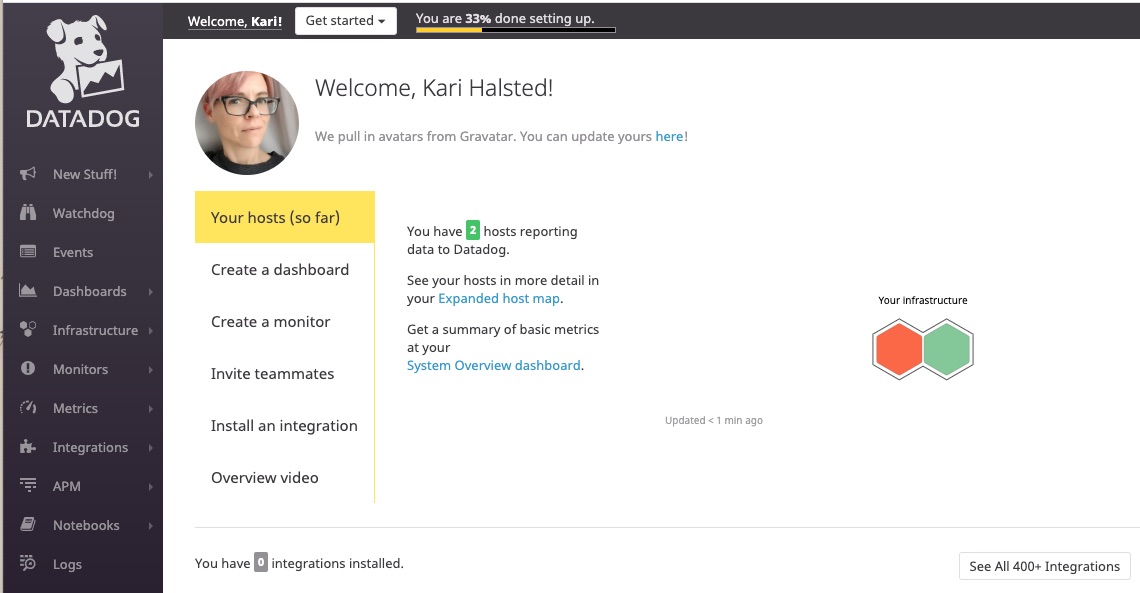 Welcome, Kari!
Get started
You are 33% done setting up.
DATADOG
New Stuff!
Watchdog
Events
Dashboards
Infrastructure
Monitors
Metrics
Integrations
APM
Notebooks
Logs
Welcome, Kari Halsted!
We pull in avatars from Gravatar. You can update yours here!
Your hosts (so far)
Create a dashboard
Create a monitor
Invite teammates
Install an integration
Overview video
You have 2 hosts reporting
data to Datadog.
See your hosts in more detail in
your Expanded host map.
Get a summary of basic metrics
at your
System Overview dashboard.
Your infrastructure
Updated < 1 min ago
You have 0 integrations installed.
See All 400+ Integrations